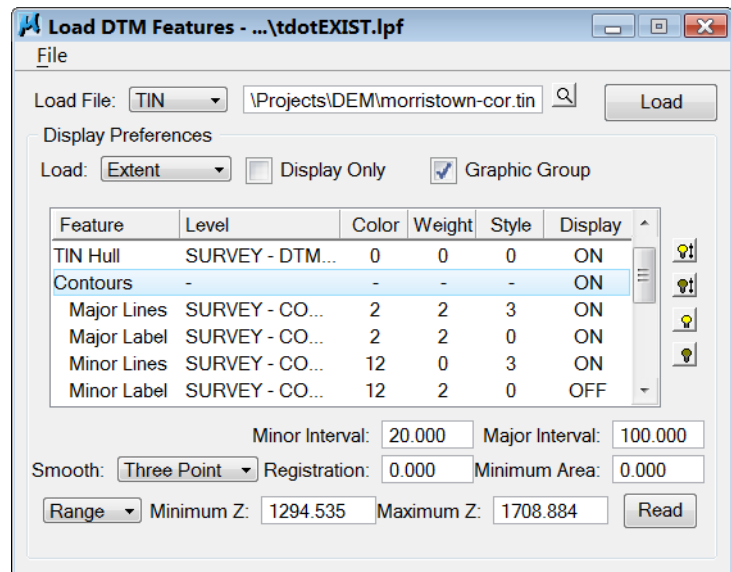 Load DTM Features - ...\tdotEXIST.lpf
File
Load File: TIN \Projects\DEM\morristown-cor.tin Load
Display Preferences
Load: Extent Display Only Graphic Group
Feature Level Color Weight Style Display
TIN Hull SURVEY - DTM... 0 0 0 ON
Contours - - - - ON
Major Lines SURVEY - CO... 2 2 3 ON
Major Label SURVEY - CO... 2 2 0 ON
Minor Lines SURVEY - CO... 12 0 3 ON
Minor Label SURVEY - CO... 12 2 0 OFF
Minor Interval: 20.000 Major Interval: 100.000
Smooth: Three Point Registration: 0.000 Minimum Area: 0.000
Range Minimum Z: 1294.535 Maximum Z: 1708.884 Read